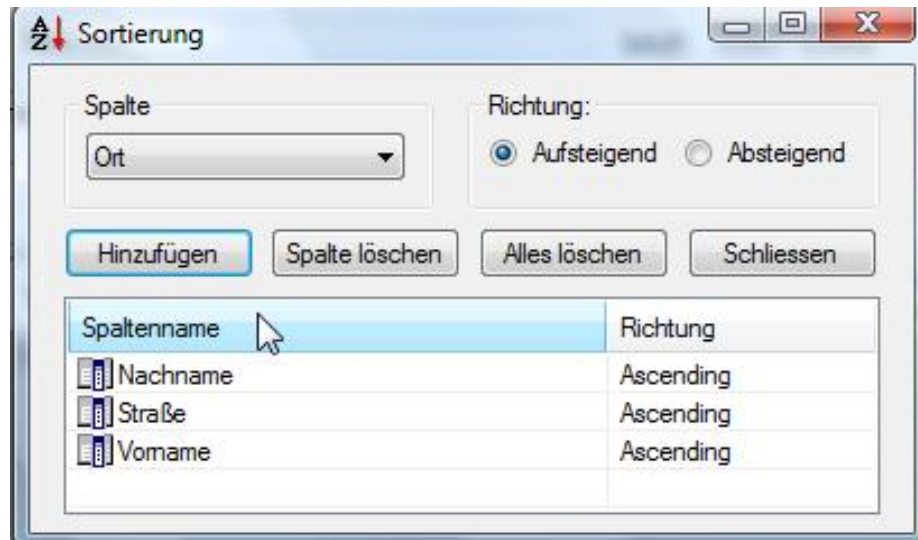 Sortierung
Spalte
Richtung:
Ort
Aufsteigend Absteigend
Hinzufügen Spalte löschen Alles löschen Schliessen
Spaltenname Richtung
Nachname Ascending
Straße Ascending
Vorname Ascending